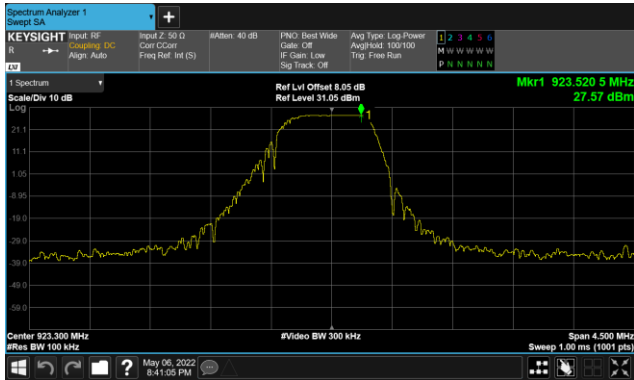 Spectrum Analyzer 1
Swept SA
KEYSIGHT
R
LXI
Input: RF
Coupling: DC
Align: Auto
Input Z: 50 Ω
Corr CCorr
Freq Ref: Int (S)
#Atten: 40 dB
PNO: Best Wide
Gate: Off
IF Gain: Low
Sig Track: Off
Avg Type: Log-Power
Avg|Hold: 100/100
Trig: Free Run
1 2 3 4 5 6
M W W W W W
P N N N N N
1 Spectrum
Scale/Div 10 dB
Log
Ref Lvl Offset 8.05 dB
Ref Level 31.05 dBm
Mkr1 923.520 5 MHz
27.57 dBm
1
21.1
11.1
1.05
-8.95
-19.0
-29.0
-39.0
-49.0
-59.0
Center 923.300 MHz
#Res BW 100 kHz
#Video BW 300 kHz
Span 4.500 MHz
Sweep 1.00 ms (1001 pts)
?
May 06, 2022
8:41:05 PM